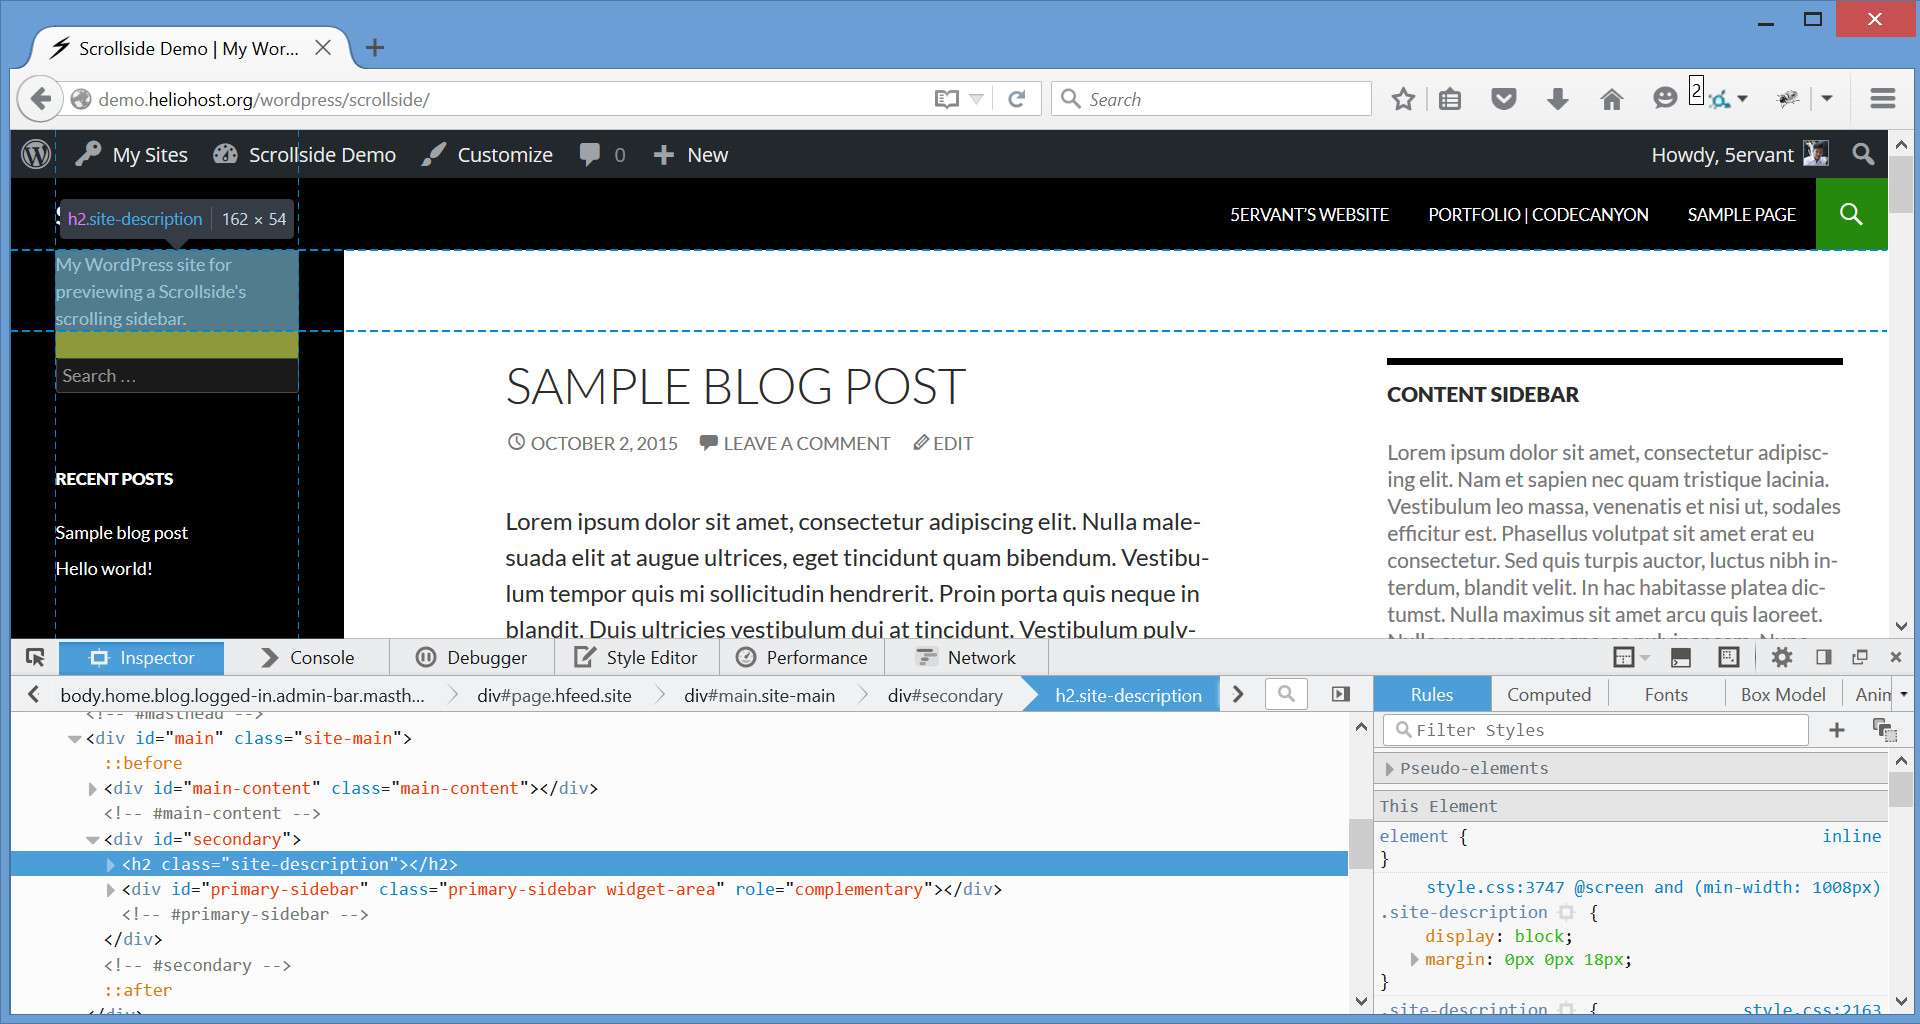 Scrollside Demo | My Wor...
demo.heliohost.org/wordpress/scrollside/
Search
2
My Sites
Scrollside Demo
Customize
0
New
Howdy, 5ervant
h2.site-description
162 × 54
5ERVANT'S WEBSITE
PORTFOLIO | CODECANYON
SAMPLE PAGE
My WordPress site for
previewing a Scrollside's
scrolling sidebar.
Search …
RECENT POSTS
Sample blog post
Hello world!
SAMPLE BLOG POST
OCTOBER 2, 2015
LEAVE A COMMENT
EDIT
Lorem ipsum dolor sit amet, consectetur adipiscing elit. Nulla male-
suada elit at augue ultrices, eget tincidunt quam bibendum. Vestibu-
lum tempor quis mi sollicitudin hendrerit. Proin porta quis neque in
blandit. Duis ultricies vestibulum dui at tincidunt. Vestibulum pulv-
CONTENT SIDEBAR
Lorem ipsum dolor sit amet, consectetur adipisc-
ing elit. Nam et sapien nec quam tristique lacinia.
Vestibulum leo massa, venenatis et nisi ut, sodales
efficitur est. Phasellus volutpat sit amet erat eu
consectetur. Sed quis turpis auctor, luctus nibh in-
terdum, blandit velit. In hac habitasse platea dic-
tumst. Nulla maximus sit amet arcu quis laoreet.
Inspector
Console
Debugger
Style Editor
Performance
Network
body.home.blog.logged-in.admin-bar.masth...
div#page.hfeed.site
div#main.site-main
div#secondary
h2.site-description
Rules
Computed
Fonts
Box Model
Anin
<!-- #masthead -->
<div id="main" class="site-main">
::before
<div id="main-content" class="main-content"></div>
<!-- #main-content -->
<div id="secondary">
<h2 class="site-description"></h2>
<div id="primary-sidebar" class="primary-sidebar widget-area" role="complementary"></div>
<!-- #primary-sidebar -->
</div>
<!-- #secondary -->
::after
</div>
Filter Styles
Pseudo-elements
This Element
element {
inline
}
style.css:3747 @screen and (min-width: 1008px)
.site-description {
display: block;
margin: 0px 0px 18px;
}
.site-description {
style.css:2163